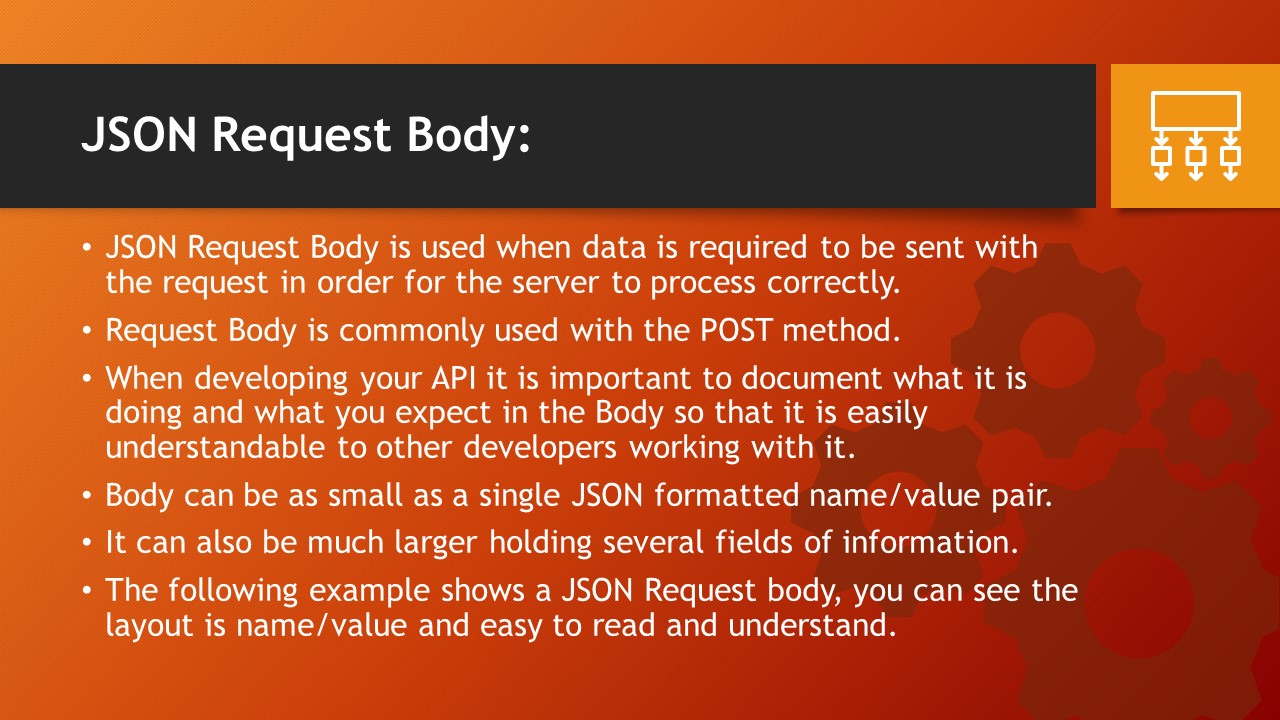 JSON Request Body:
• JSON Request Body is used when data is required to be sent with
the request in order for the server to process correctly.
• Request Body is commonly used with the POST method.
• When developing your API it is important to document what it is
doing and what you expect in the Body so that it is easily
understandable to other developers working with it.
• Body can be as small as a single JSON formatted name/value pair.
• It can also be much larger holding several fields of information.
• The following example shows a JSON Request body, you can see the
layout is name/value and easy to read and understand.